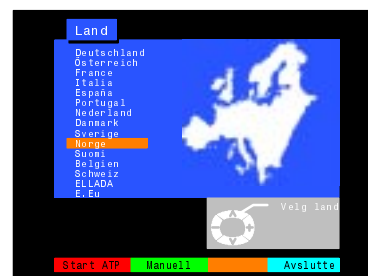 Land
Deutschland
Österreich
France
Italia
España
Portugal
Nederland
Danmark
Sverige
Norge
Suomi
Belgien
Schweiz
ELLADA
E.Eu
Velg land
Start ATP Manuell Avslutte